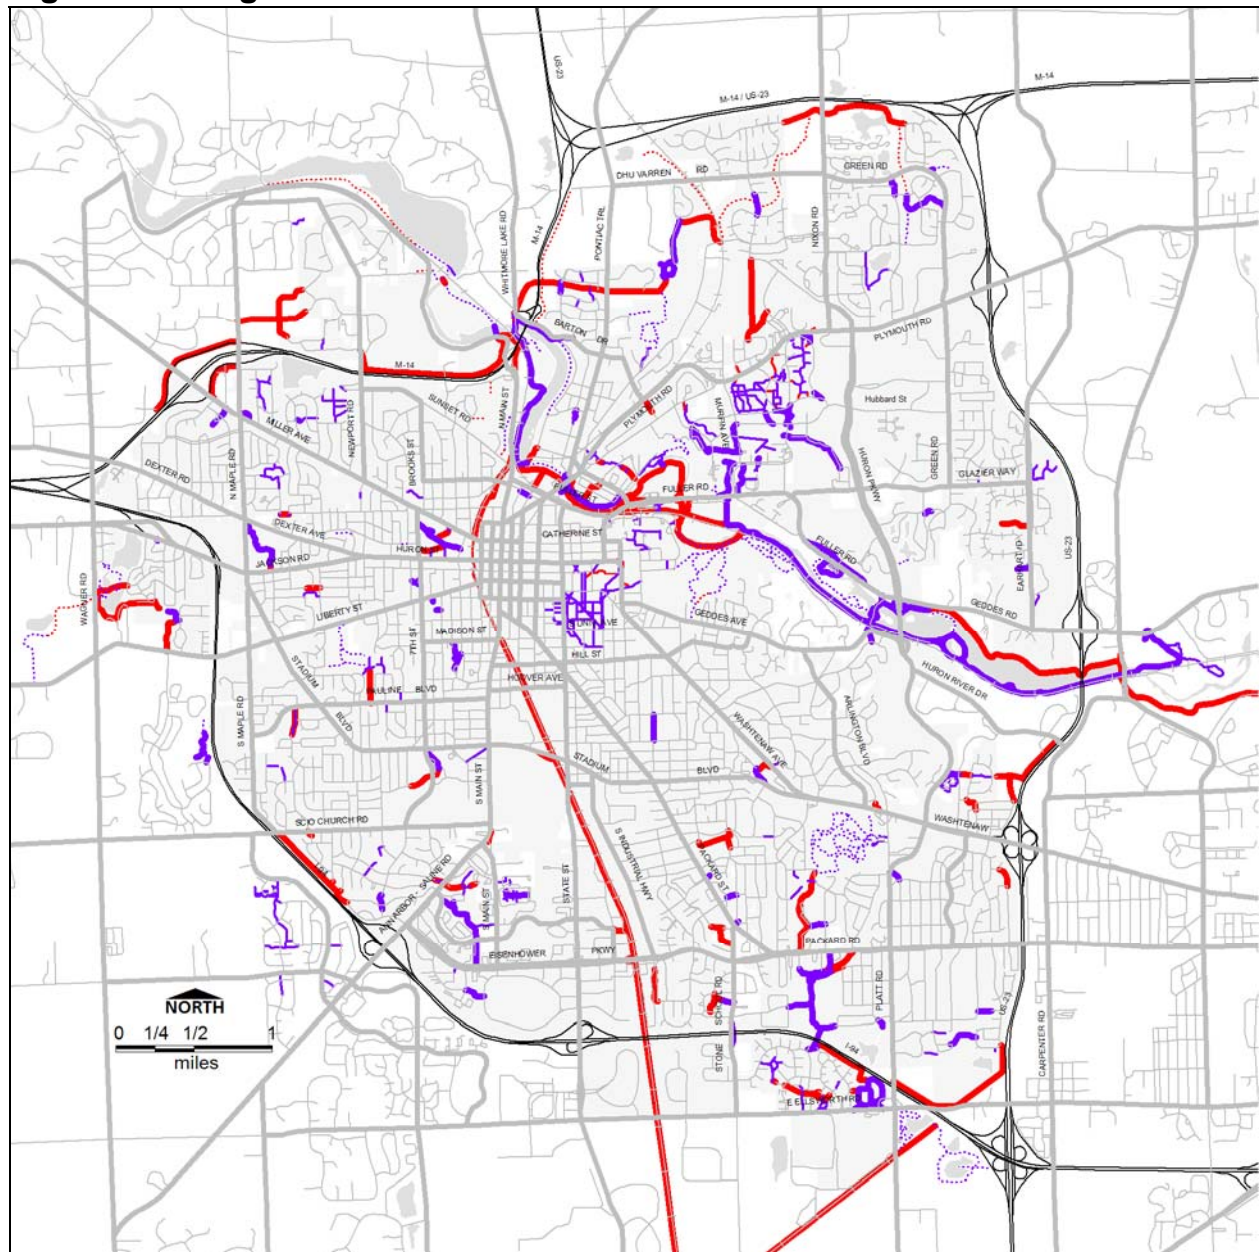 US-23
M-14 / US-23
M-14
DHU VARREN RD
GREEN RD
WHITMORE LAKE RD
M-14
PONTIAC TRL
NIXON RD
PLYMOUTH RD
BARTON DR
M-14
SUNSET RD
N MAIN ST
PLYMOUTH RD
MURFIN AVE
Hubbard St
MILLER AVE
NEWPORT RD
BROOKS ST
HURON PKWY
GREEN RD
GLAZIER WAY
DEXTER RD
N MAPLE RD
FULLER RD
DEXTER AVE
CATHERINE ST
HURON ST
JACKSON RD
FULLER RD
EARHART RD
US-23
WAGNER RD
LIBERTY ST
GEDDES RD
GEDDES AVE
7TH ST
MADISON ST
HILL ST
HOOVER AVE
STADIUM
BLVD
PAULINE BLVD
HURON RIVER DR
S MAPLE RD
ARLINGTON BLVD
WASHTENAW AVE
STADIUM
BLVD
S MAIN ST
WASHTENAW
SCIO CHURCH RD
I-94
ANN ARBOR - SALINE RD
S MAIN ST
STATE ST
S INDUSTRIAL HWY
PACKARD ST
EISENHOWER
PKWY
PACKARD RD
STONE SCHOOL RD
PLATT RD
US-23
CARPENTER RD
I-94
E ELLSWORTH RD
NORTH
0 1/4 1/2 1
miles